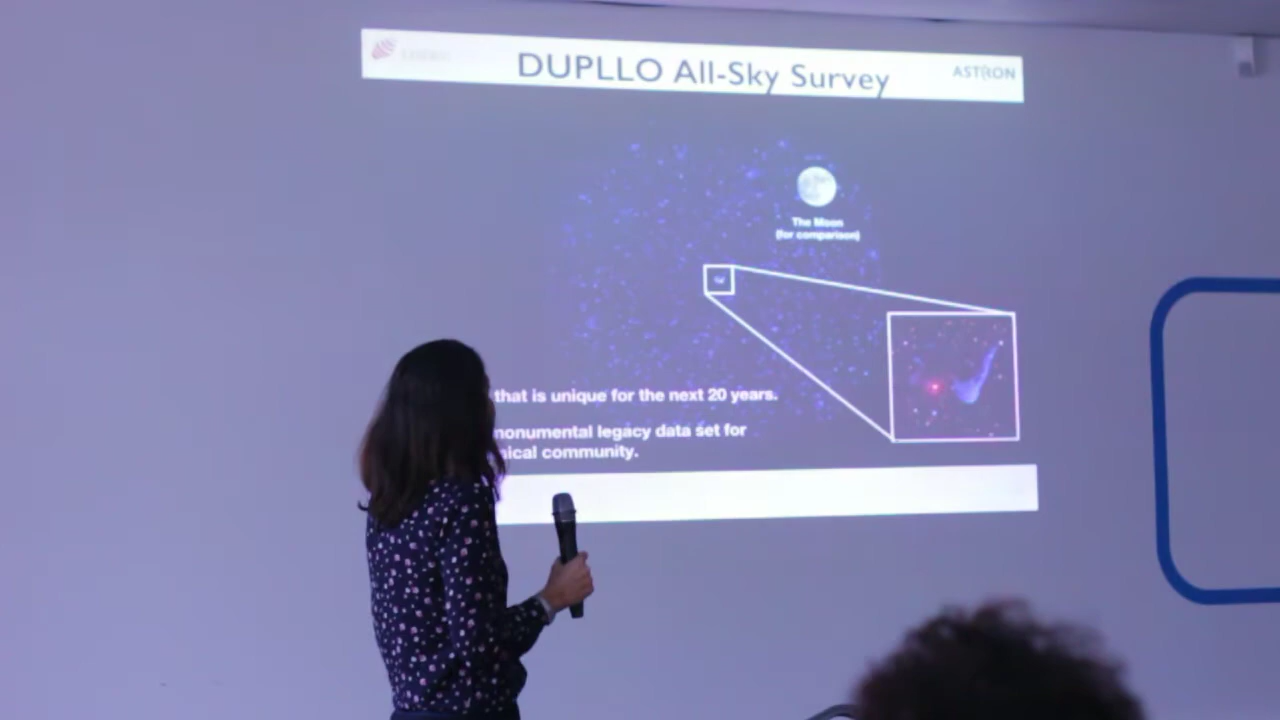 DUPLLO All-Sky Survey
ASTRON
The Moon
(for comparison)
that is unique for the next 20 years.
monumental legacy data set for
community.